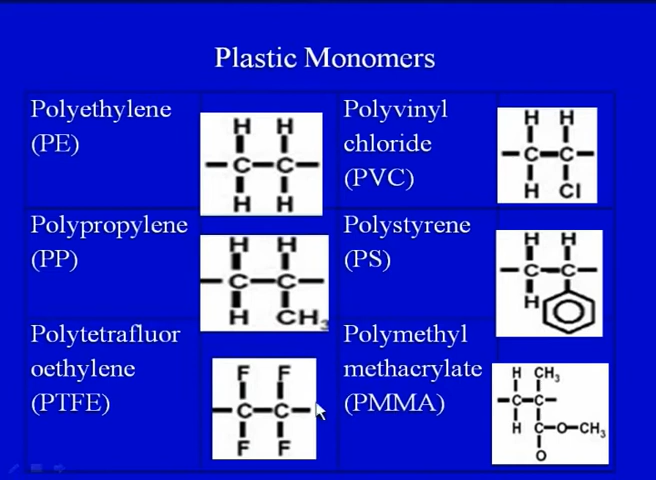 Plastic Monomers
Polyethylene
(PE)
H H
C C
H H
Polyvinyl
chloride
(PVC)
H H
C C
H Cl
Polypropylene
(PP)
H H
C C
H CH3
Polystyrene
(PS)
H H
C C
H
Polytetrafluor
oethylene
(PTFE)
F F
C C
F F
Polymethyl
methacrylate
(PMMA)
H CH3
C C
H C O CH3
O